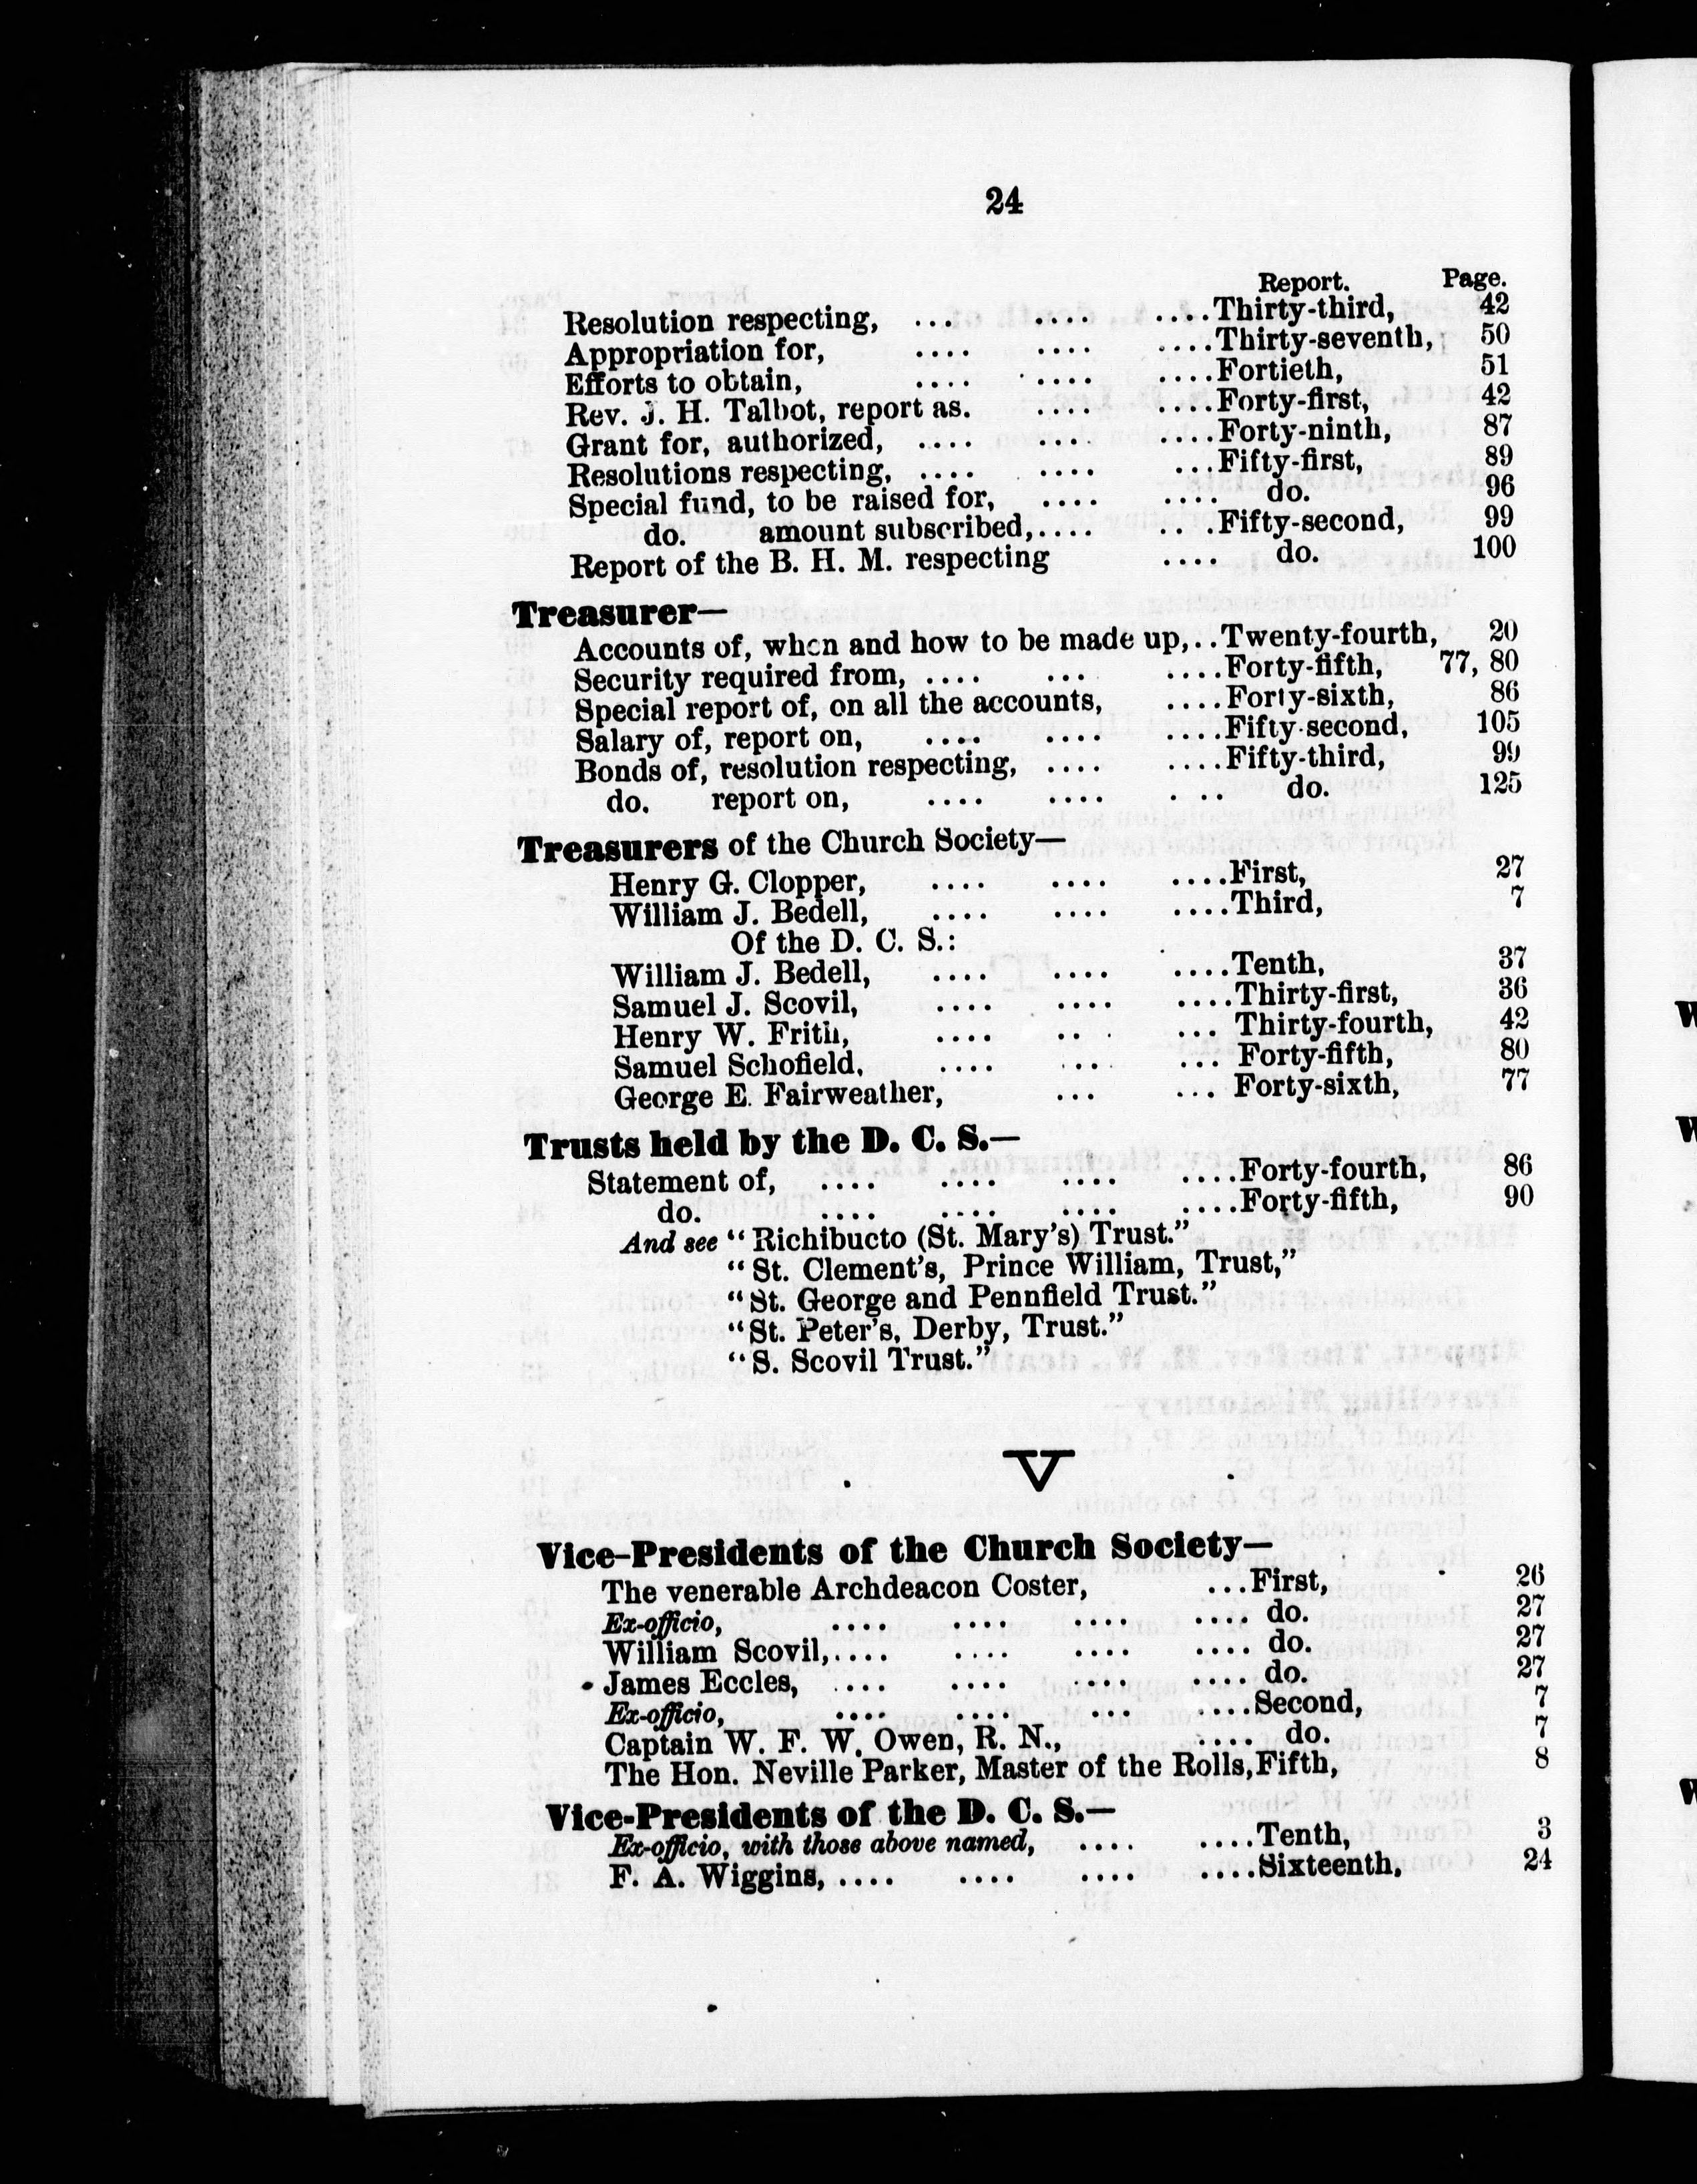 24
Report. Page.
Resolution respecting, ... .... ....Thirty-third, 42
Appropriation for, .... .... ....Thirty-seventh, 50
Efforts to obtain, .... .... ....Fortieth, 51
Rev. J. H. Talbot, report as. .... ....Forty-first, 42
Grant for, authorized, .... .... ....Forty-ninth, 87
Resolutions respecting, .... .... ...Fifty-first, 89
Special fund, to be raised for, .... .... do. 96
do. amount subscribed,.... ....Fifty-second, 99
Report of the B. H. M. respecting .... do. 100
Treasurer—
Accounts of, when and how to be made up,..Twenty-fourth, 20
Security required from, .... ... ....Forty-fifth, 77, 80
Special report of, on all the accounts, ....Forty-sixth, 86
Salary of, report on, .... .... ....Fifty-second, 105
Bonds of, resolution respecting, .... ....Fifty-third, 99
do. report on, .... .... .... do. 125
Treasurers of the Church Society—
Henry G. Clopper, .... .... ....First, 27
William J. Bedell, .... .... ....Third, 7
Of the D. C. S.:
William J. Bedell, .... .... ....Tenth, 37
Samuel J. Scovil, .... .... ....Thirty-first, 36
Henry W. Frith, .... ... ... Thirty-fourth, 42
Samuel Schofield, .... ... ... Forty-fifth, 80
George E. Fairweather, ... ... Forty-sixth, 77
Trusts held by the D. C. S.—
Statement of, .... .... .... ....Forty-fourth, 86
do. .... .... .... ....Forty-fifth, 90
And see "Richibucto (St. Mary's) Trust."
"St. Clement's, Prince William, Trust,"
"St. George and Pennfield Trust."
"St. Peter's, Derby, Trust."
"S. Scovil Trust."
V
Vice-Presidents of the Church Society—
The venerable Archdeacon Coster, ...First, 26
Ex-officio, .... .... .... .... do. 27
William Scovil,.... .... .... .... do. 27
James Eccles, .... .... .... .... do. 27
Ex-officio, .... .... ... ....Second, 7
Captain W. F. W. Owen, R. N., .... do. 7
The Hon. Neville Parker, Master of the Rolls,Fifth, 8
Vice-Presidents of the D. C. S.—
Ex-officio, with those above named, .... ....Tenth, 3
F. A. Wiggins, .... .... .... ....Sixteenth, 24